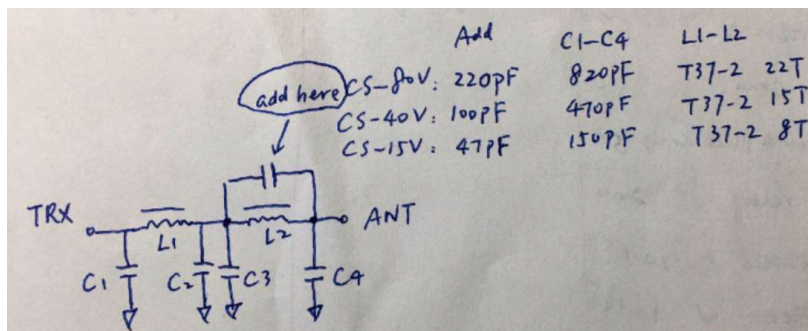 Add C1-C4 L1-L2
CS-80V: 220pF 820pF T37-2 22T
add here
CS-40V: 100pF 470pF T37-2 15T
CS-15V: 47pF 150pF T37-2 8T
TRX L1 L2 ANT
C1 C2 C3 C4